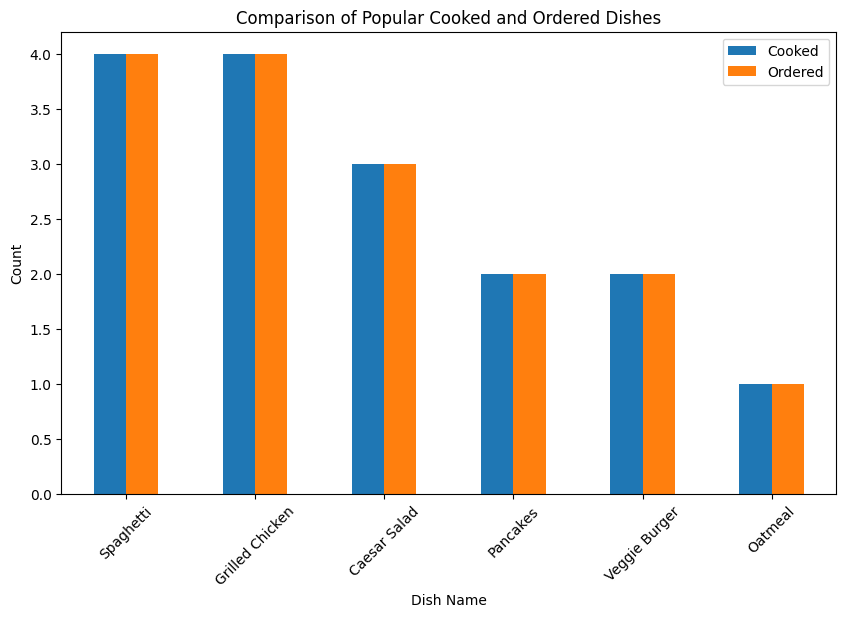 Comparison of Popular Cooked and Ordered Dishes
Cooked
Ordered
4.0
3.5
3.0
2.5
2.0
1.5
1.0
0.5
0.0
Count
Spaghetti
Grilled Chicken
Caesar Salad
Pancakes
Veggie Burger
Oatmeal
Dish Name